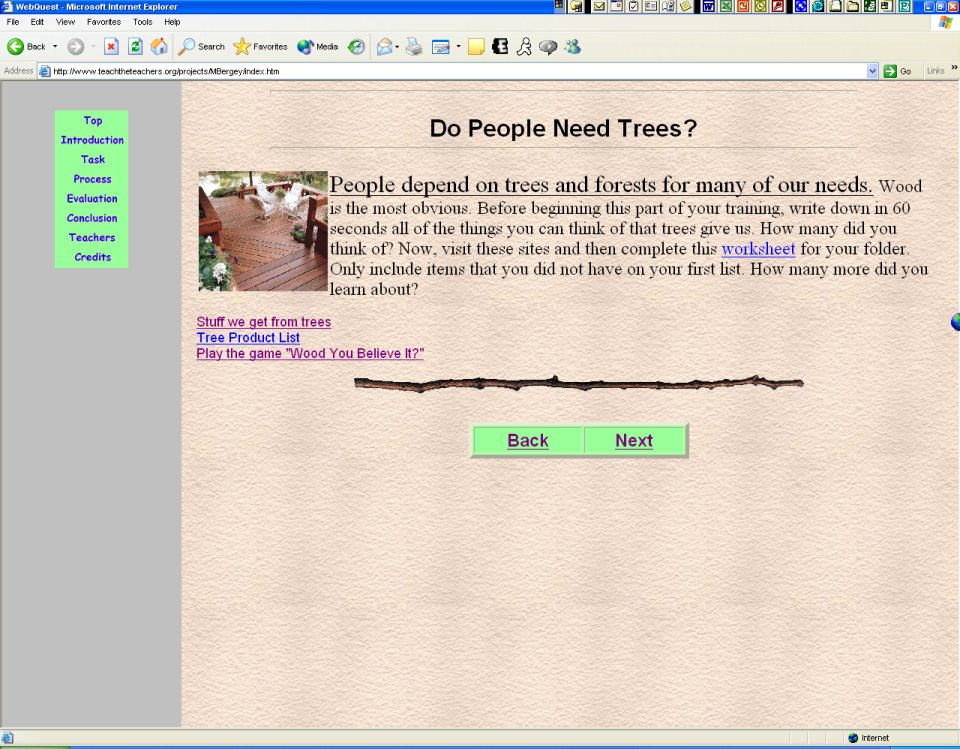 WebQuest - Microsoft Internet Explorer
File Edit View Favorites Tools Help
Back Search Favorites Media
Address http://www.teachtheteachers.org/projects/MBergey/index.htm Go Links »
Top
Introduction
Task
Process
Evaluation
Conclusion
Teachers
Credits
Do People Need Trees?
People depend on trees and forests for many of our needs. Wood
is the most obvious. Before beginning this part of your training, write down in 60
seconds all of the things you can think of that trees give us. How many did you
think of? Now, visit these sites and then complete this worksheet for your folder.
Only include items that you did not have on your first list. How many more did you
learn about?
Stuff we get from trees
Tree Product List
Play the game "Wood You Believe It?"
Back Next
Internet